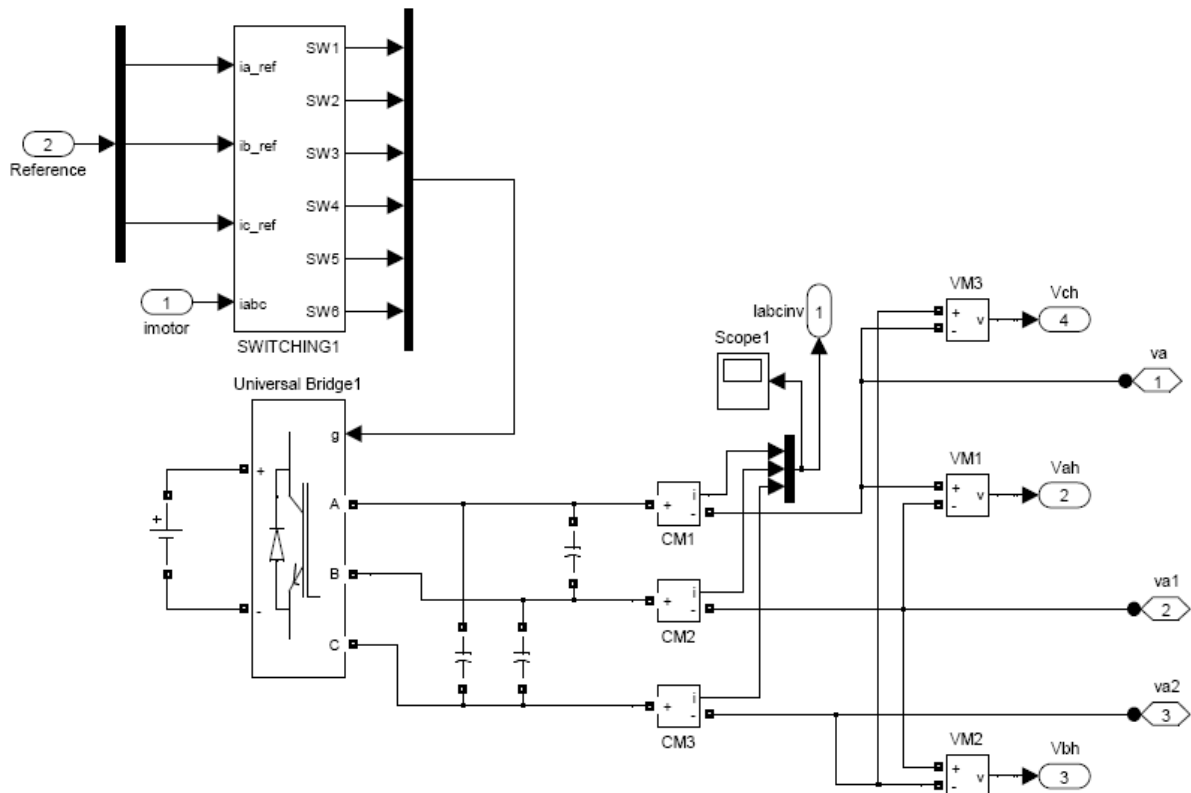 2
Reference
ia_ref
ib_ref
ic_ref
iabc
1
imotor
SW1
SW2
SW3
SW4
SW5
SW6
SWITCHING1
Universal Bridge1
g
+
-
A
B
C
+
Scope1
Iabcinv
1
+
i
-
CM1
+
i
-
CM2
+
i
-
CM3
VM3
+
-
v
Vch
4
va
1
VM1
+
-
v
Vah
2
va1
2
va2
3
VM2
+
-
v
Vbh
3